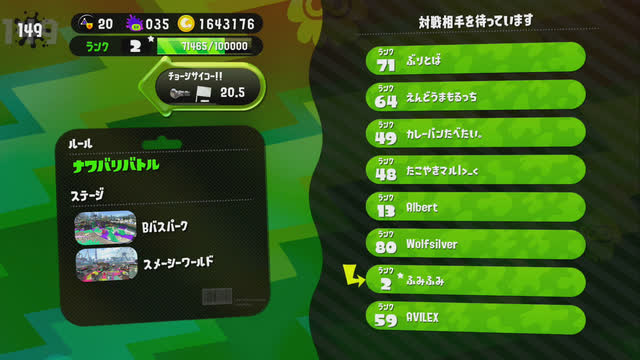 149
20
035
1643176
ランク
2
71465/100000
チョーシサイコー!!
20.5
ルール
ナワバリバトル
ステージ
Bバスパーク
スメーシーワールド
対戦相手を待っています
ランク
71 ぶりとば
ランク
64 えんどうまもるっち
ランク
49 カレーパンたべたい。
ランク
48 たこやきマル|>_<
ランク
13 Albert
ランク
80 Wolfsilver
ランク
2 ふみふみ
ランク
59 AVILEX